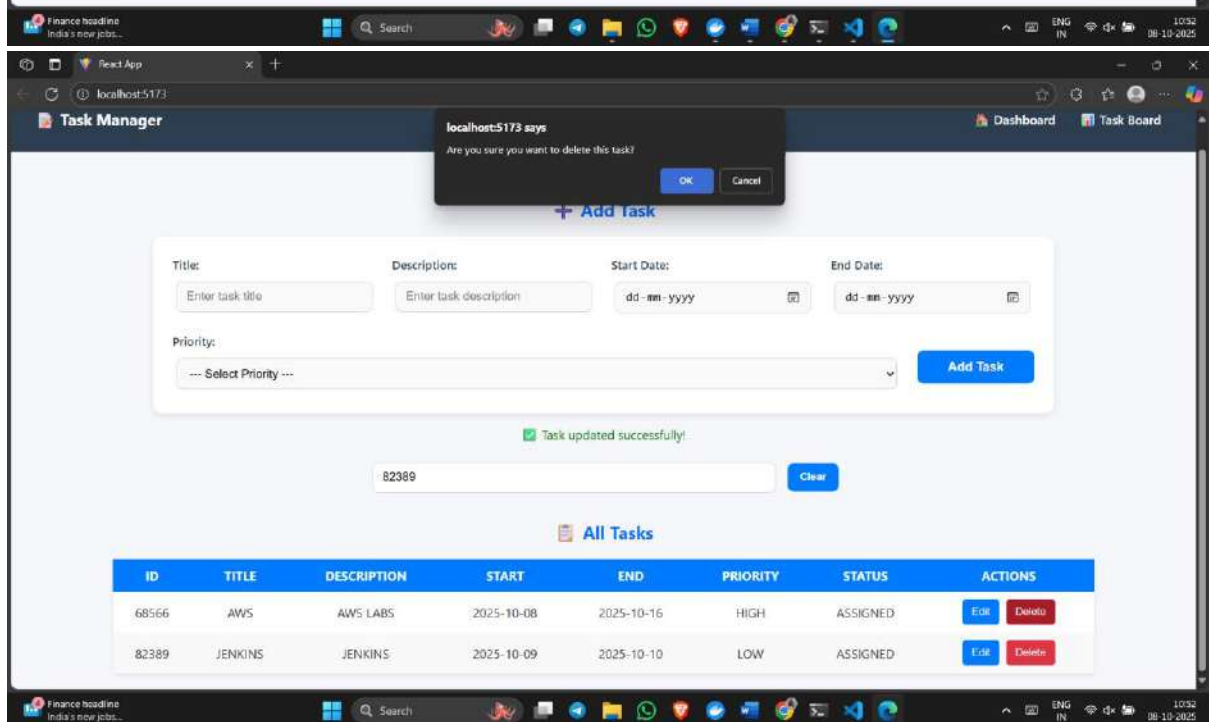 Finance headline
India's new jobs...
Search
ENG
IN
10:52
08-10-2025
React App
localhost:5173
Task Manager
Dashboard
Task Board
localhost:5173 says
Are you sure you want to delete this task?
OK
Cancel
Add Task
Title:
Description:
Start Date:
End Date:
Enter task title
Enter task description
dd-mm-yyyy
dd-mm-yyyy
Priority:
--- Select Priority ---
Add Task
Task updated successfully!
82389
Clear
All Tasks
ID TITLE DESCRIPTION START END PRIORITY STATUS ACTIONS
68566 AWS AWS LABS 2025-10-08 2025-10-16 HIGH ASSIGNED Edit Delete
82389 JENKINS JENKINS 2025-10-09 2025-10-10 LOW ASSIGNED Edit Delete
Finance headline
India's new jobs...
Search
ENG
IN
10:52
08-10-2025